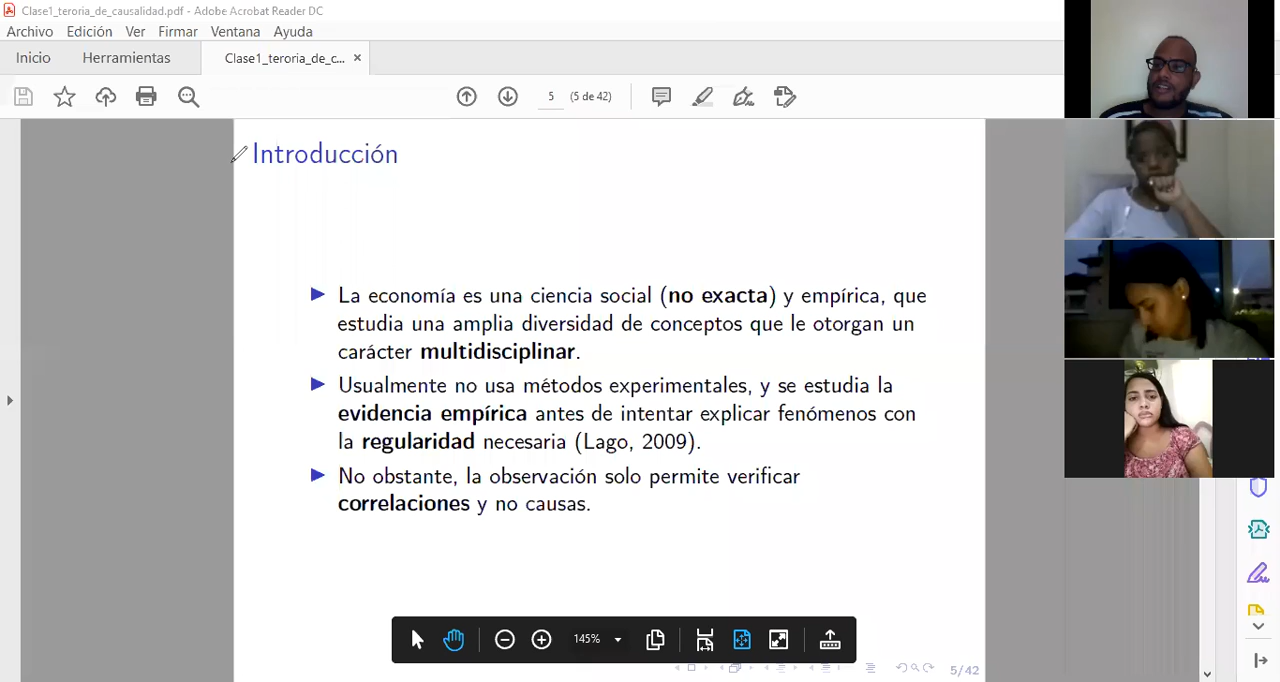 Clase1_teroria_de_causalidad.pdf - Adobe Acrobat Reader DC
Archivo Edición Ver Firmar Ventana Ayuda
Inicio Herramientas Clase1_teroria_de_c... ×
5 (5 de 42)
Introducción
▶ La economía es una ciencia social (no exacta) y empírica, que
estudia una amplia diversidad de conceptos que le otorgan un
carácter multidisciplinar.
▶ Usualmente no usa métodos experimentales, y se estudia la
evidencia empírica antes de intentar explicar fenómenos con
la regularidad necesaria (Lago, 2009).
▶ No obstante, la observación solo permite verificar
correlaciones y no causas.
145%
5/42